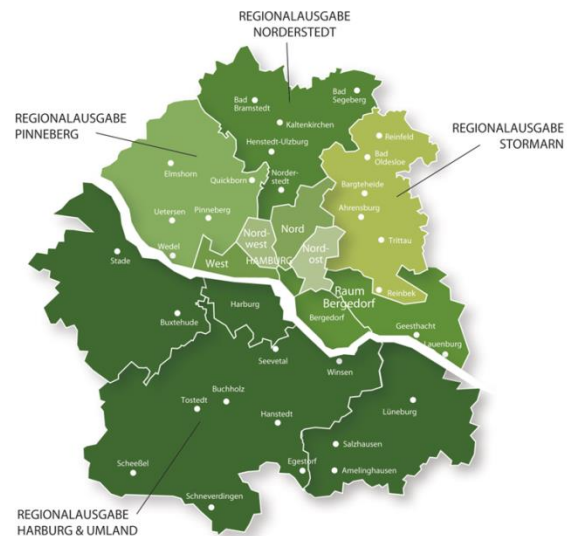 REGIONALAUSGABE
NORDERSTEDT
Bad
Bramstedt
Bad
Segeberg
Kaltenkirchen
REGIONALAUSGABE
PINNEBERG
REGIONALAUSGABE
STORMARN
Henstedt-Ulzburg
Reinfeld
Bad
Oldesloe
Elmshorn
Quickborn
Norder-
stedt
Bargteheide
Ahrensburg
Uetersen
Pinneberg
Nord-
west
Nord
Nord-
ost
Trittau
Wedel
West
HAMBURG
Stade
Reinbek
Raum
Bergedorf
Harburg
Bergedorf
Geesthacht
Buxtehude
Lauenburg
Seevetal
Winsen
Buchholz
Tostedt
Lüneburg
Hanstedt
Salzhausen
Scheeßel
Egestorf
Amelinghausen
Schneverdingen
REGIONALAUSGABE
HARBURG & UMLAND